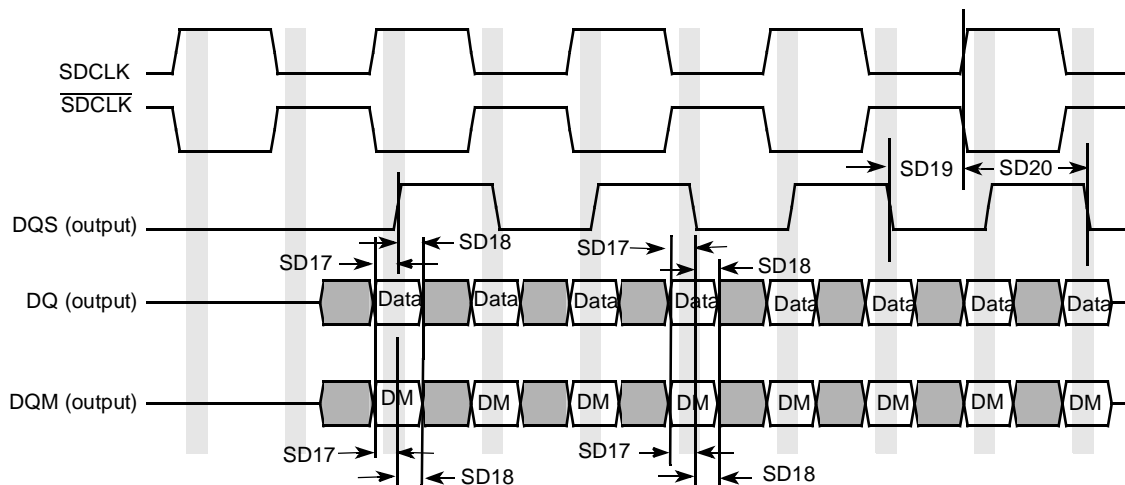 SDCLK
SDCLK
SD19 SD20
DQS (output)
SD18 SD17
SD17 SD18
DQ (output) Data Data Data Data Data Data Data Data
DQM (output) DM DM DM DM DM DM DM DM
SD17 SD17
SD18 SD18